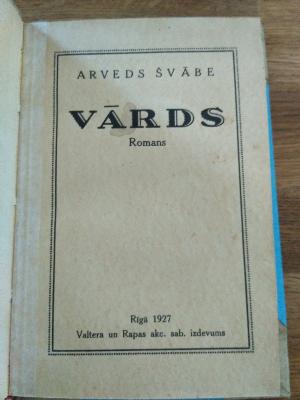 ARVEDS ŠVĀBE
VĀRDS
Romans
Rīgā 1927
Valtera un Rapas akc. sab. izdevums